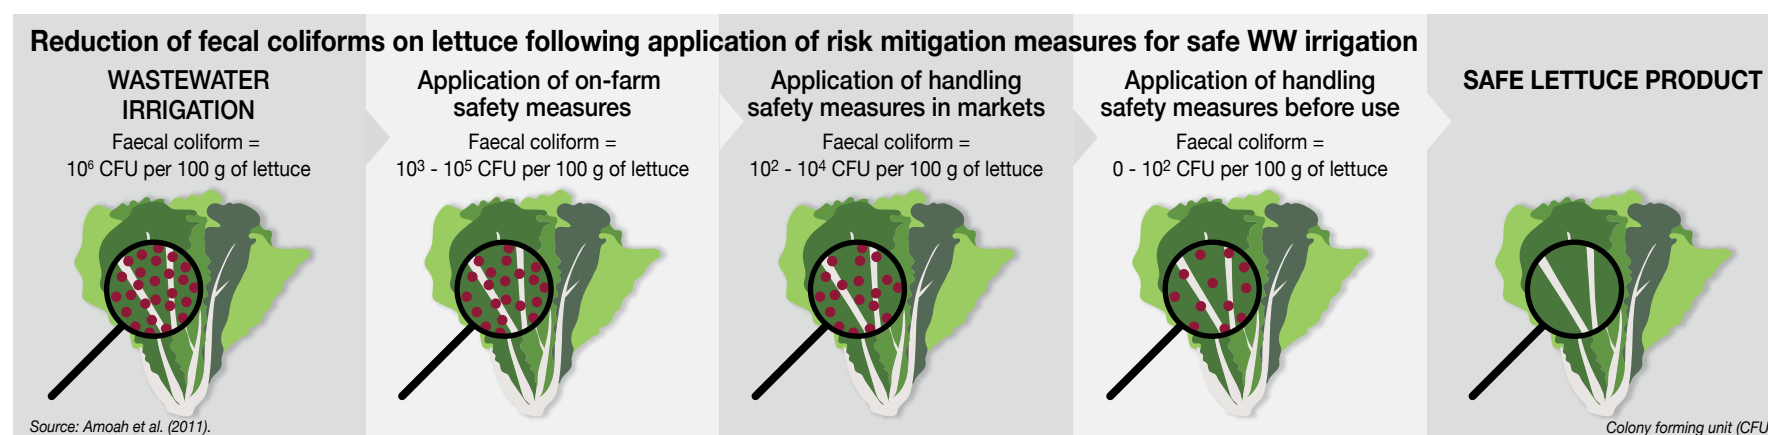 Reduction of fecal coliforms on lettuce following application of risk mitigation measures for safe WW irrigation
WASTEWATER
IRRIGATION
Faecal coliform =
10⁶ CFU per 100 g of lettuce
Application of on-farm
safety measures
Faecal coliform =
10³ - 10⁵ CFU per 100 g of lettuce
Application of handling
safety measures in markets
Faecal coliform =
10² - 10⁴ CFU per 100 g of lettuce
Application of handling
safety measures before use
Faecal coliform =
0 - 10² CFU per 100 g of lettuce
SAFE LETTUCE PRODUCT
Source: Amoah et al. (2011).
Colony forming unit (CFU